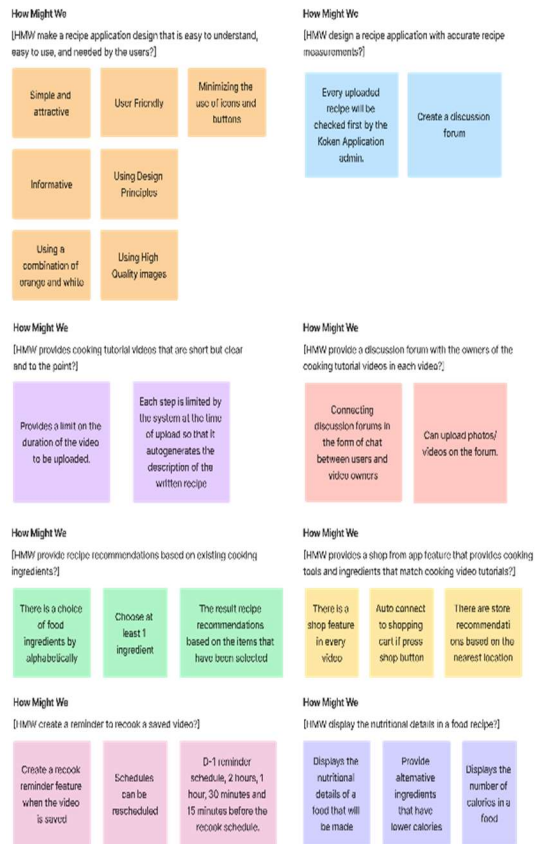 How Might We
[HMW make a recipe application design that is easy to understand,
easy to use, and needed by the users?]
Simple and
attractive
User Friendly
Minimizing the
use of icons and
buttons
Informative
Using Design
Principles
Using a
combination of
orange and white
Using High
Quality images
How Might We
[HMW design a recipe application with accurate recipe
measurements?]
Every uploaded
recipe will be
checked first by the
Koken Application
admin.
Create a discussion
forum
How Might We
[HMW provides cooking tutorial videos that are short but clear
and to the point?]
Provides a limit on the
duration of the video
to be uploaded.
Each step is limited by
the system at the time
of upload so that it
autogenerates the
description of the
written recipe
How Might We
[HMW provide a discussion forum with the owners of the
cooking tutorial videos in each video?]
Connecting
discussion forums in
the form of chat
between users and
video owners
Can upload photos/
videos on the forum.
How Might We
[HMW provide recipe recommendations based on existing cooking
ingredients?]
There is a choice
of food
ingredients by
alphabetically
Choose at
least 1
ingredient
The result recipe
recommendations
based on the items that
have been selected
How Might We
[HMW provides a shop from app feature that provides cooking
tools and ingredients that match cooking video tutorials?]
There is a
shop feature
in every
video
Auto connect
to shopping
cart if press
shop button
There are store
recommendati
ons based on the
nearest location
How Might We
[HMW create a reminder to recook a saved video?]
Create a recook
reminder feature
when the video
is saved
Schedules
can be
rescheduled
D-1 reminder
schedule, 2 hours, 1
hour, 30 minutes and
15 minutes before the
recook schedule.
How Might We
[HMW display the nutritional details in a food recipe?]
Displays the
nutritional
details of a
food that will
be made
Provide
alternative
ingredients
that have
lower calories
Displays the
number of
calories in a
food